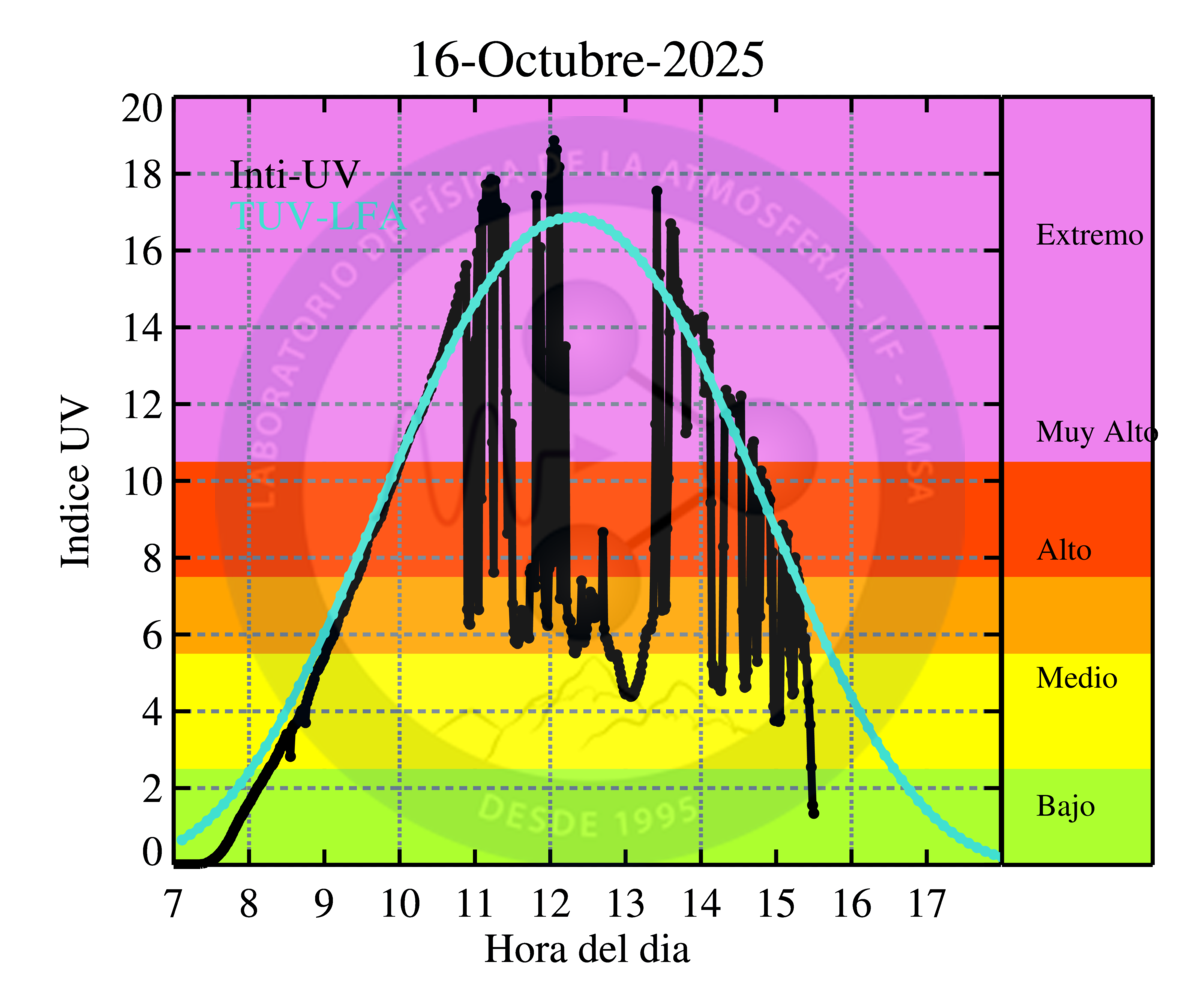 16-Octubre-2025
Indice UV
20
18
16
14
12
10
8
6
4
2
0
Inti-UV
TUV-LFA
LABORATORIO DE FÍSICA DE LA ATMÓSFERA - IIF - UMSA
DESDE 1995
Extremo
Muy Alto
Alto
Medio
Bajo
7 8 9 10 11 12 13 14 15 16 17
Hora del dia